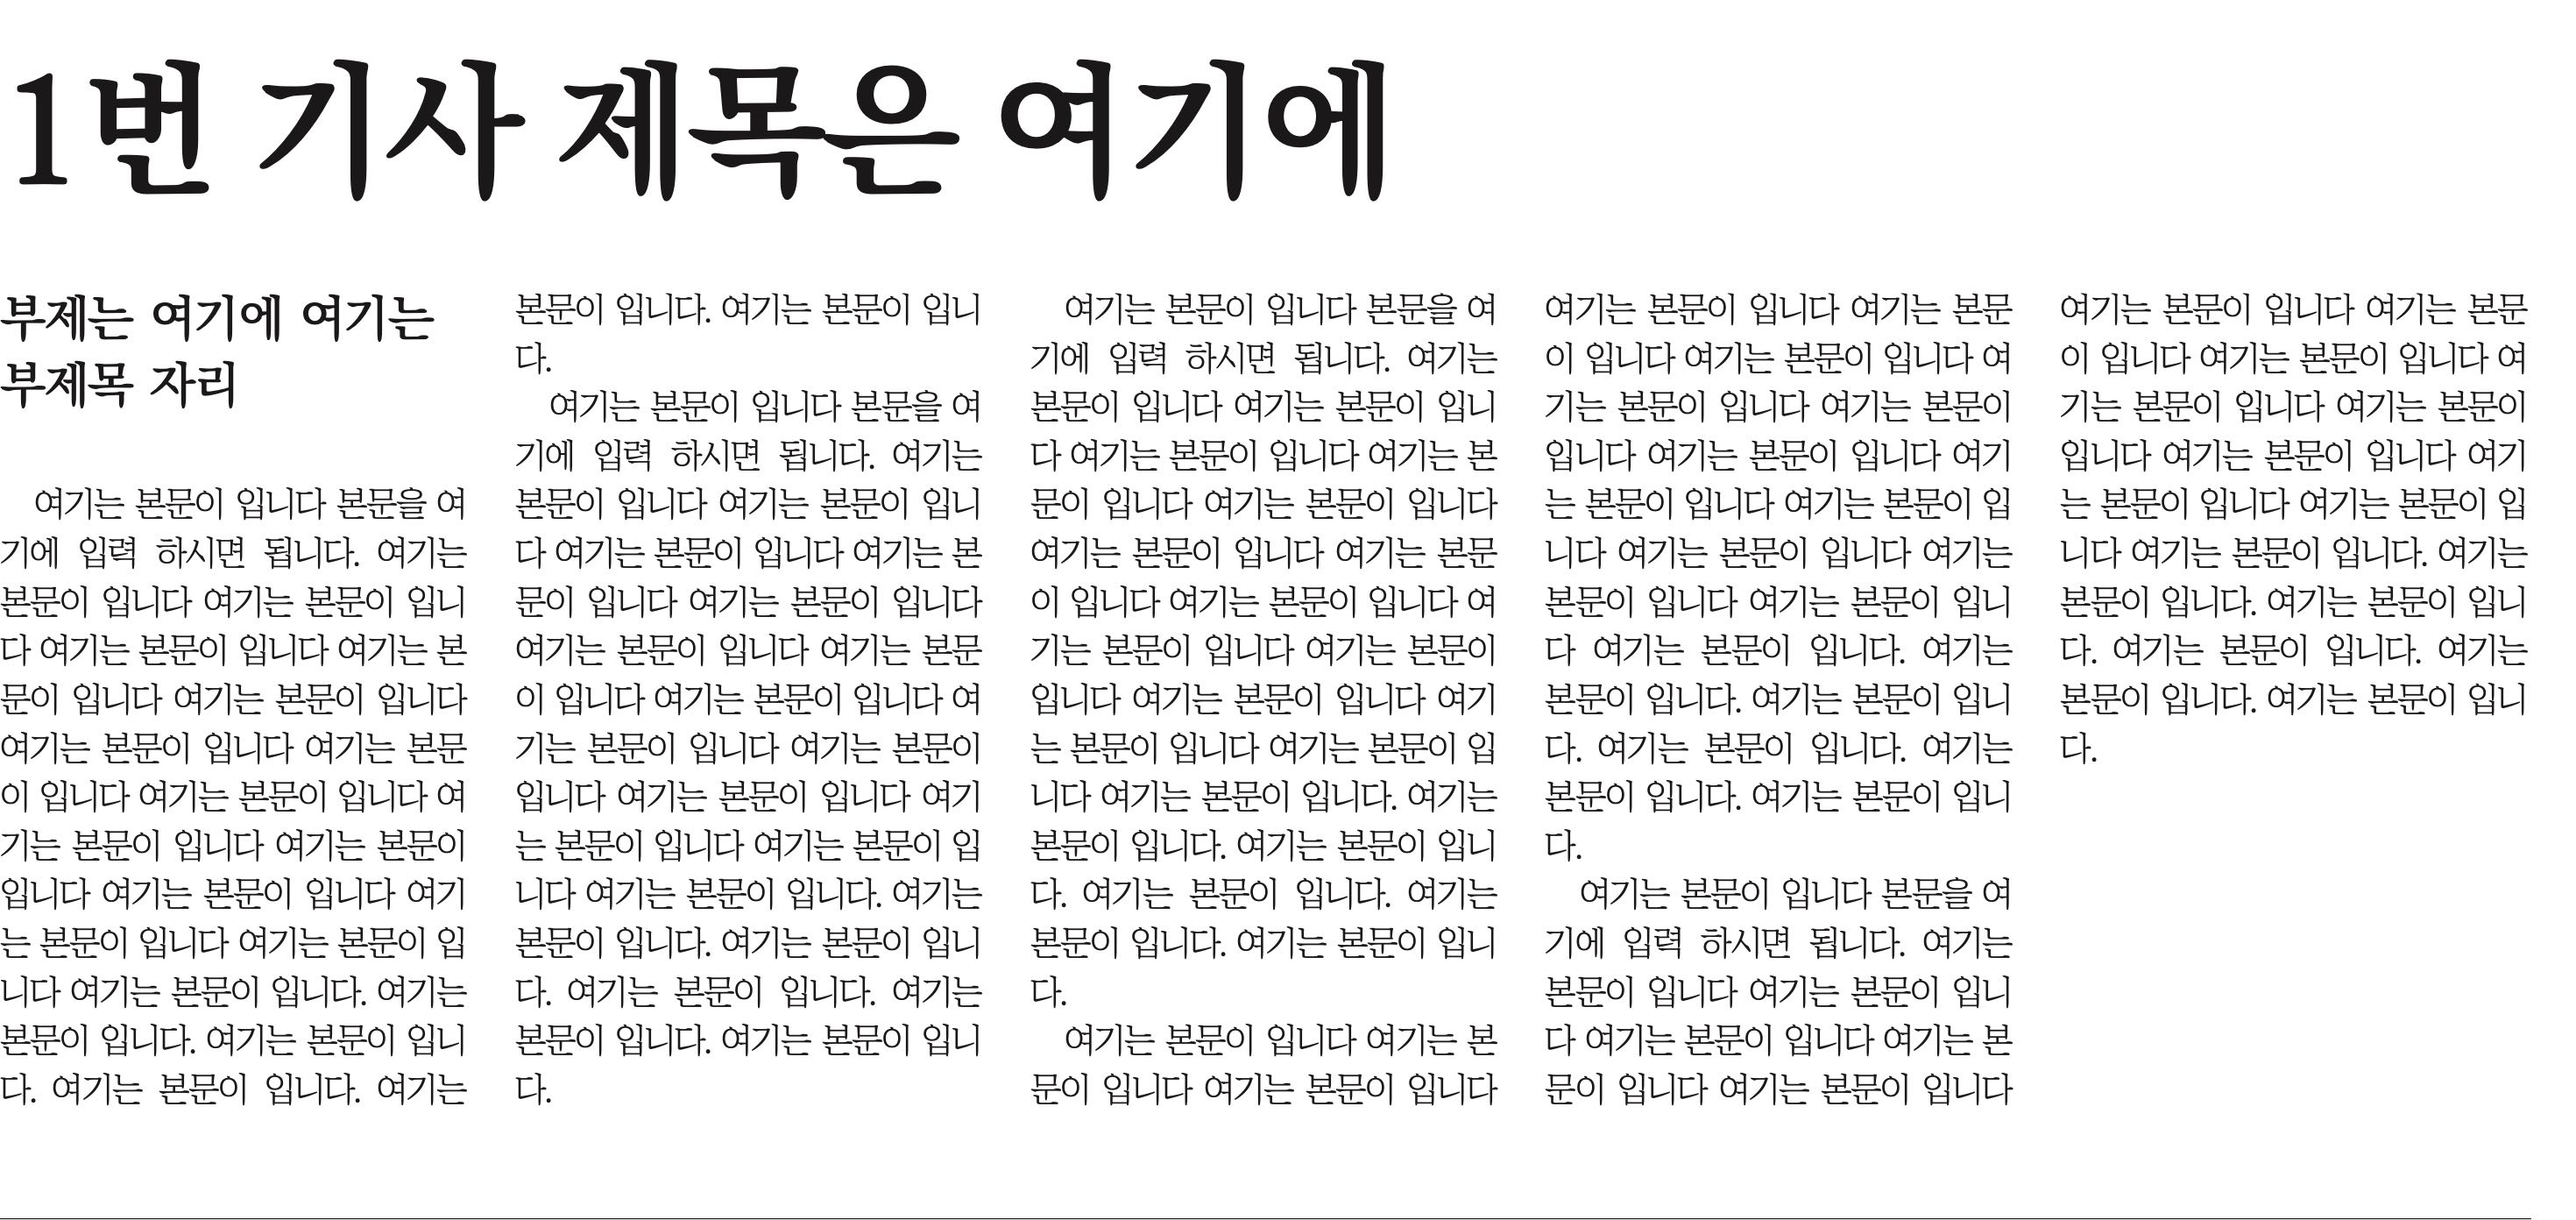 1번 기사 제목은 여기에
부제는 여기에 여기는
부제목 자리
여기는 본문이 입니다 본문을 여
기에 입력 하시면 됩니다. 여기는
본문이 입니다 여기는 본문이 입니
다 여기는 본문이 입니다 여기는 본
문이 입니다 여기는 본문이 입니다
여기는 본문이 입니다 여기는 본문
이 입니다 여기는 본문이 입니다 여
기는 본문이 입니다 여기는 본문이
입니다 여기는 본문이 입니다 여기
는 본문이 입니다 여기는 본문이 입
니다 여기는 본문이 입니다. 여기는
본문이 입니다. 여기는 본문이 입니
다. 여기는 본문이 입니다. 여기는
본문이 입니다. 여기는 본문이 입니
다.
여기는 본문이 입니다 본문을 여
기에 입력 하시면 됩니다. 여기는
본문이 입니다 여기는 본문이 입니
다 여기는 본문이 입니다 여기는 본
문이 입니다 여기는 본문이 입니다
여기는 본문이 입니다 여기는 본문
이 입니다 여기는 본문이 입니다 여
기는 본문이 입니다 여기는 본문이
입니다 여기는 본문이 입니다 여기
는 본문이 입니다 여기는 본문이 입
니다 여기는 본문이 입니다. 여기는
본문이 입니다. 여기는 본문이 입니
다. 여기는 본문이 입니다. 여기는
본문이 입니다. 여기는 본문이 입니
다.
여기는 본문이 입니다 본문을 여
기에 입력 하시면 됩니다. 여기는
본문이 입니다 여기는 본문이 입니
다 여기는 본문이 입니다 여기는 본
문이 입니다 여기는 본문이 입니다
여기는 본문이 입니다 여기는 본문
이 입니다 여기는 본문이 입니다 여
기는 본문이 입니다 여기는 본문이
입니다 여기는 본문이 입니다 여기
는 본문이 입니다 여기는 본문이 입
니다 여기는 본문이 입니다. 여기는
본문이 입니다. 여기는 본문이 입니
다. 여기는 본문이 입니다. 여기는
본문이 입니다. 여기는 본문이 입니
다.
여기는 본문이 입니다 여기는 본
문이 입니다 여기는 본문이 입니다
여기는 본문이 입니다 여기는 본문
이 입니다 여기는 본문이 입니다 여
기는 본문이 입니다 여기는 본문이
입니다 여기는 본문이 입니다 여기
는 본문이 입니다 여기는 본문이 입
니다 여기는 본문이 입니다 여기는
본문이 입니다 여기는 본문이 입니
다 여기는 본문이 입니다. 여기는
본문이 입니다. 여기는 본문이 입니
다. 여기는 본문이 입니다. 여기는
본문이 입니다. 여기는 본문이 입니
다.
여기는 본문이 입니다 본문을 여
기에 입력 하시면 됩니다. 여기는
본문이 입니다 여기는 본문이 입니
다 여기는 본문이 입니다 여기는 본
문이 입니다 여기는 본문이 입니다
여기는 본문이 입니다 여기는 본문
이 입니다 여기는 본문이 입니다 여
기는 본문이 입니다 여기는 본문이
입니다 여기는 본문이 입니다 여기
는 본문이 입니다 여기는 본문이 입
니다 여기는 본문이 입니다. 여기는
본문이 입니다. 여기는 본문이 입니
다. 여기는 본문이 입니다. 여기는
본문이 입니다. 여기는 본문이 입니
다.